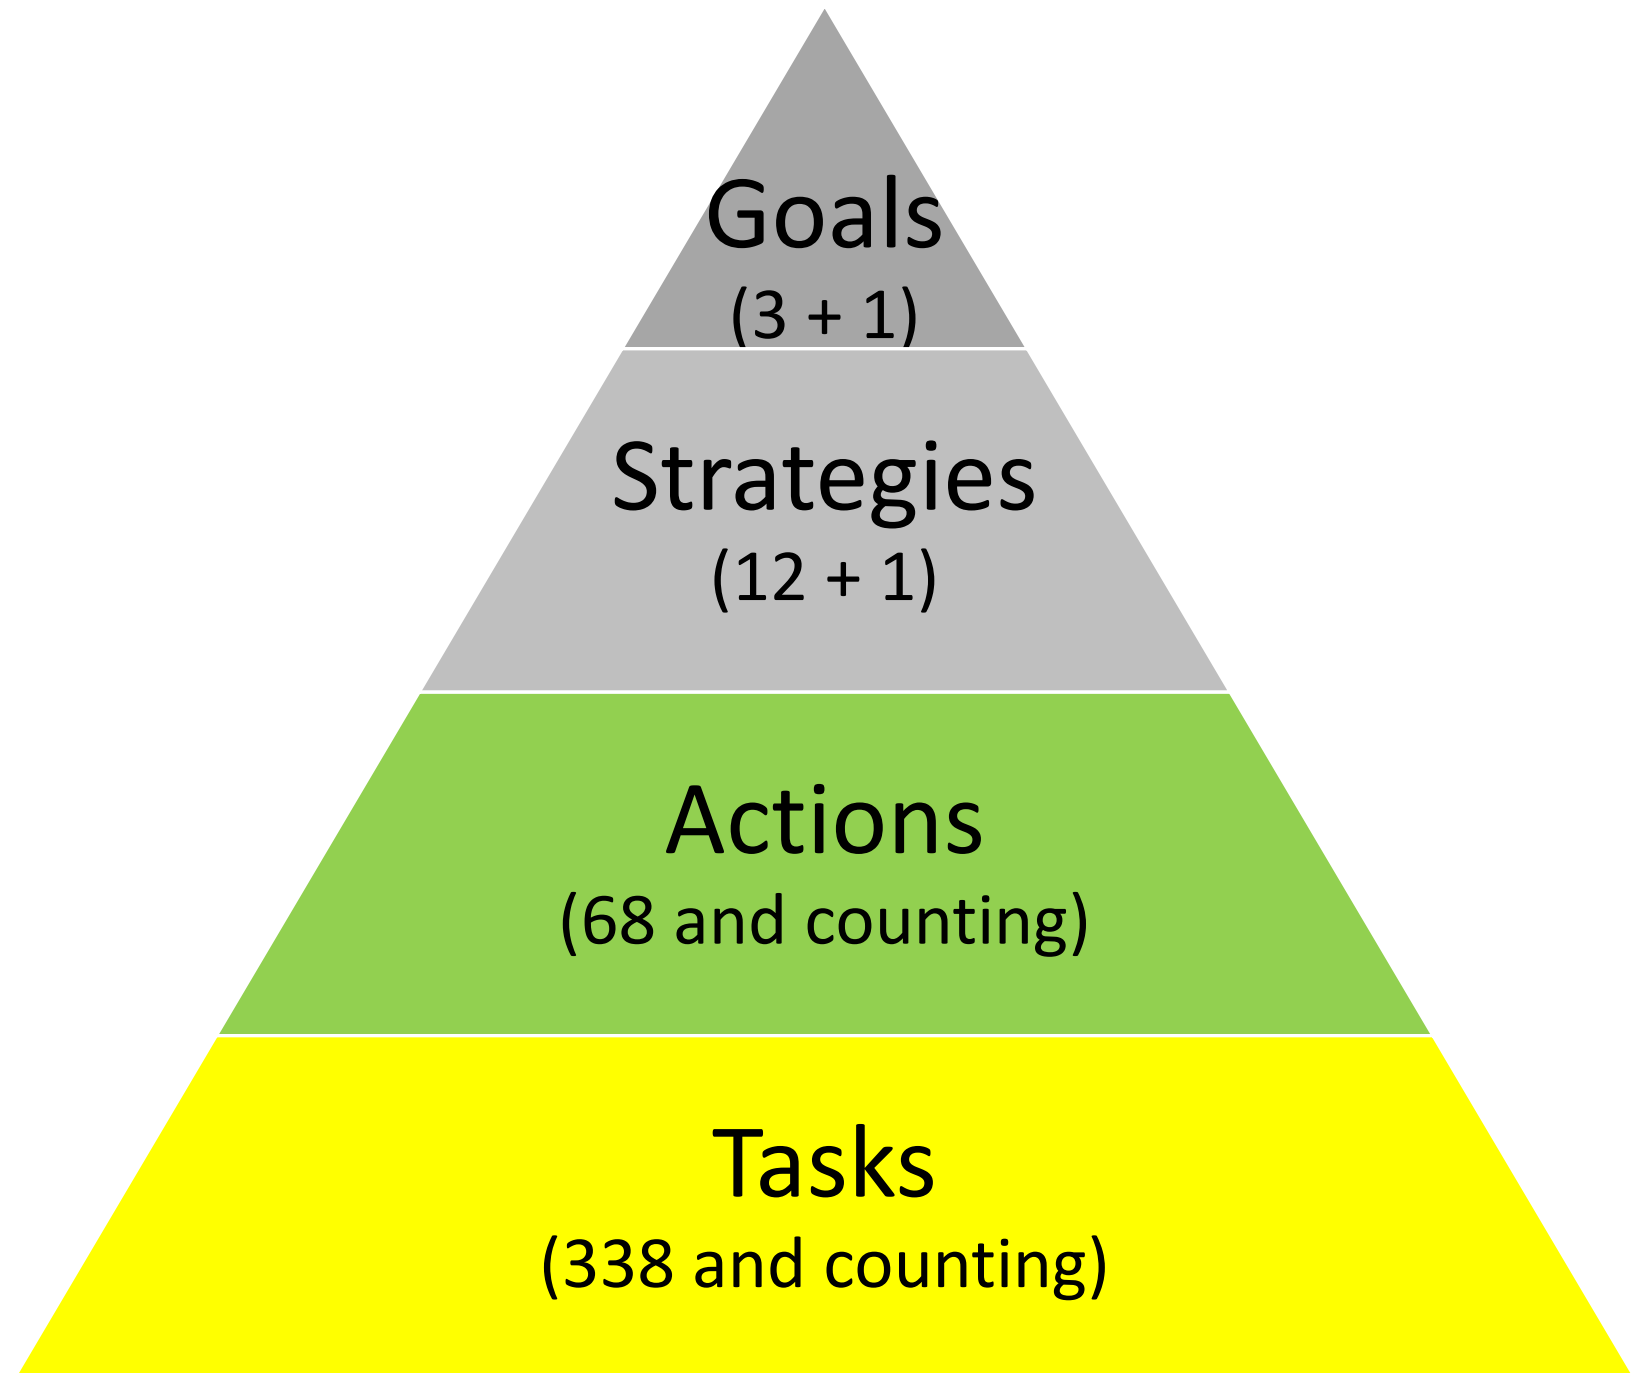 Goals
(3 + 1)
Strategies
(12 + 1)
Actions
(68 and counting)
Tasks
(338 and counting)